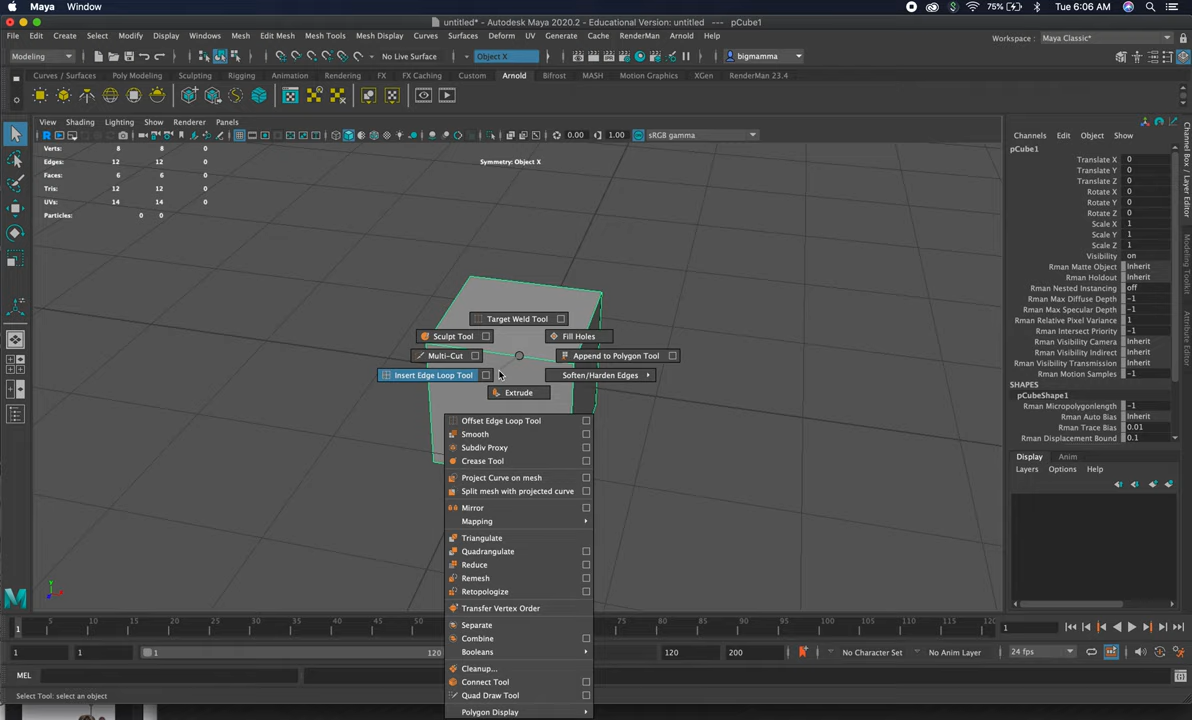 Maya Window 75% Tue 6:06 AM
untitled* - Autodesk Maya 2020.2 - Educational Version: untitled --- pCube1
File Edit Create Select Modify Display Windows Mesh Edit Mesh Mesh Tools Mesh Display Curves Surfaces Deform UV Generate Cache RenderMan Arnold Help
Workspace : Maya Classic*
Modeling No Live Surface Object X bigmamma
Curves / Surfaces Poly Modeling Sculpting Rigging Animation Rendering FX FX Caching Custom Arnold Bifrost MASH Motion Graphics XGen RenderMan 23.4
View Shading Lighting Show Renderer Panels
0.00 1.00 sRGB gamma
Verts: 8 8 0
Edges: 12 12 0
Faces: 6 6 0
Tris: 12 12 0
UVs: 14 14 0
Particles: 0 0
Symmetry: Object X
Target Weld Tool
Sculpt Tool Fill Holes
Multi-Cut Append to Polygon Tool
Insert Edge Loop Tool Soften/Harden Edges
Extrude
Offset Edge Loop Tool
Smooth
Subdiv Proxy
Crease Tool
Project Curve on mesh
Split mesh with projected curve
Mirror
Mapping
Triangulate
Quadrangulate
Reduce
Remesh
Retopologize
Transfer Vertex Order
Separate
Combine
Booleans
Cleanup...
Connect Tool
Quad Draw Tool
Polygon Display
Channels Edit Object Show
pCube1
Translate X 0
Translate Y 0
Translate Z 0
Rotate X 0
Rotate Y 0
Rotate Z 0
Scale X 1
Scale Y 1
Scale Z 1
Visibility on
Rman Matte Object Inherit
Rman Holdout Inherit
Rman Nested Instancing off
Rman Max Diffuse Depth -1
Rman Max Specular Depth -1
Rman Relative Pixel Variance 1
Rman Intersect Priority 0
Rman Visibility Camera Inherit
Rman Visibility Indirect Inherit
Rman Visibility Transmission Inherit
Rman Motion Samples -1
SHAPES
pCubeShape1
Rman Micropolygonlength -1
Rman Auto Bias Inherit
Rman Trace Bias 0.01
Rman Displacement Bound 0.1
Display Anim
Layers Options Help
Channel Box / Layer Editor
Modeling Toolkit
Attribute Editor
1 5 10 15 20 25 30 35 40 45 50 75 80 85 90 95 100 105 110 115 120 1
1 1 1 120 120 200 No Character Set No Anim Layer 24 fps
MEL
Select Tool: select an object